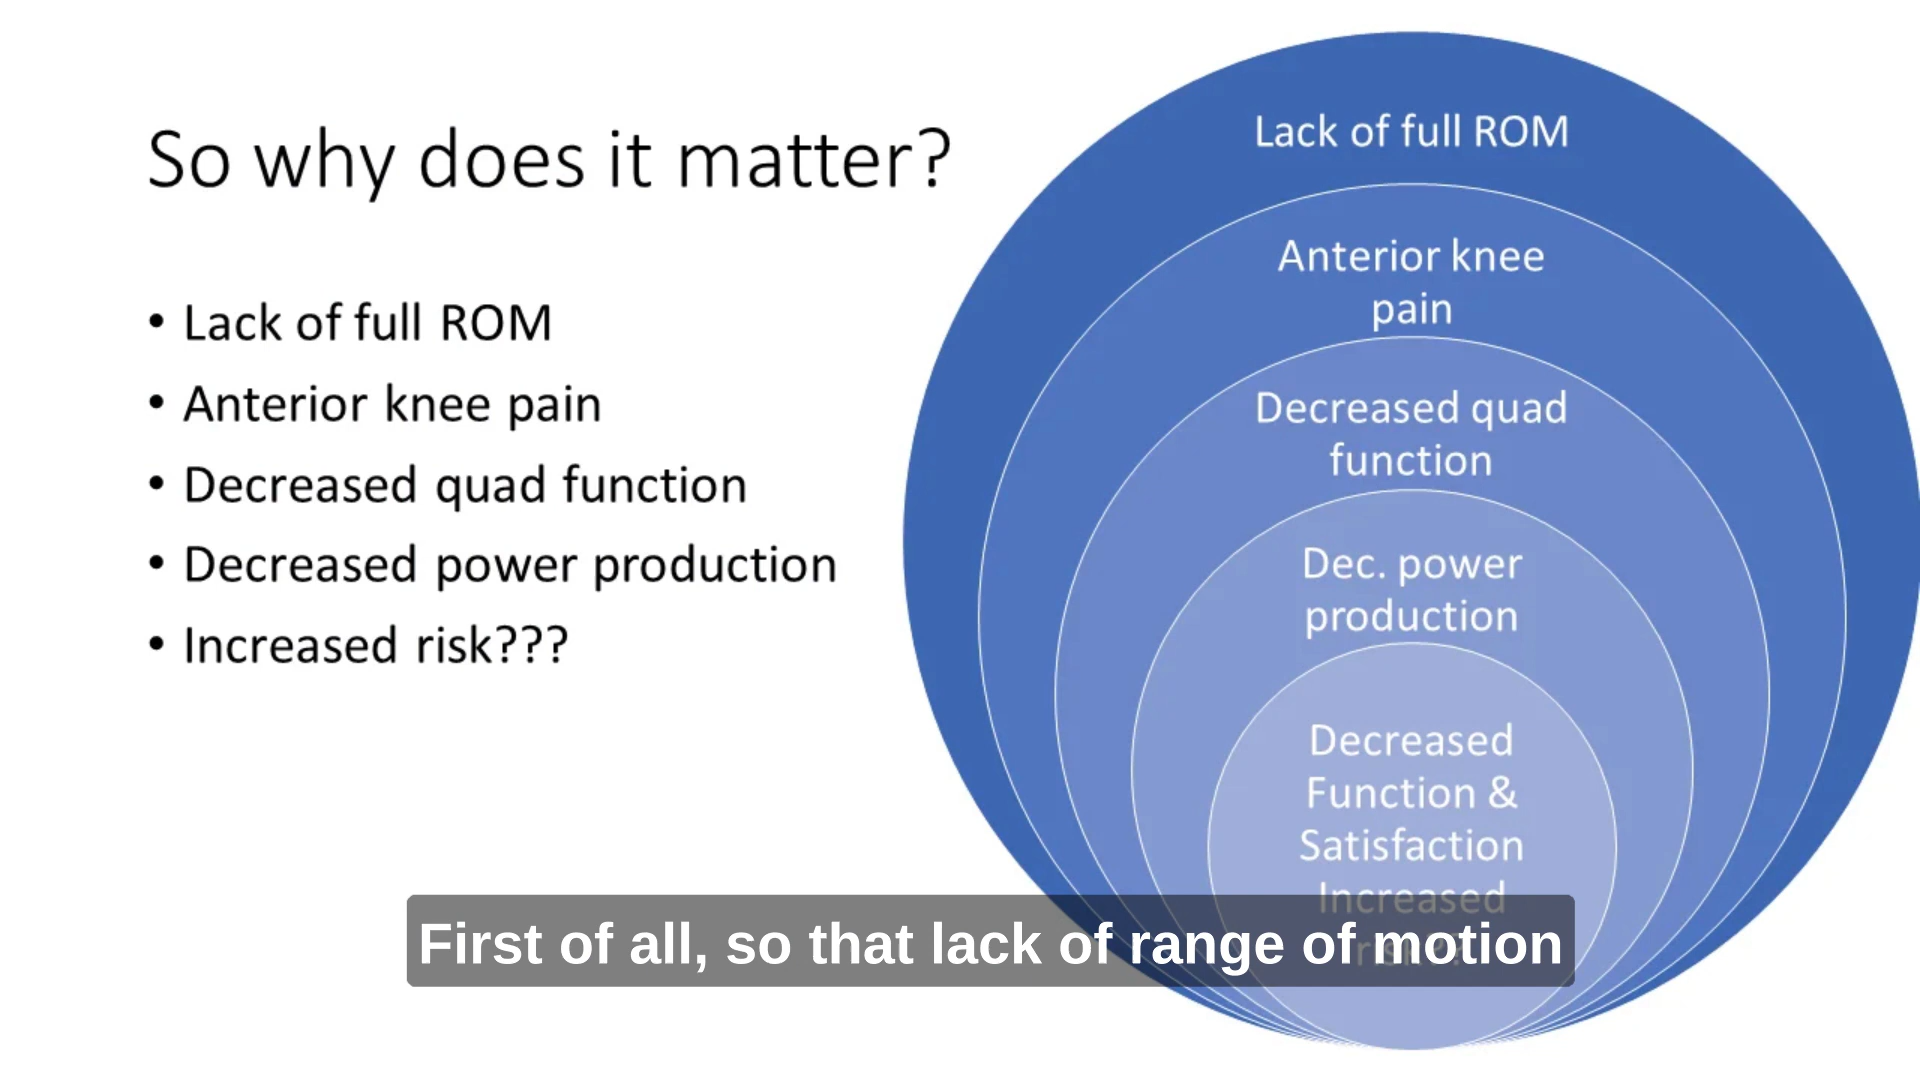 So why does it matter?
• Lack of full ROM
• Anterior knee pain
• Decreased quad function
• Decreased power production
• Increased risk???
Lack of full ROM
Anterior knee
pain
Decreased quad
function
Dec. power
production
Decreased
Function &
Satisfaction
Increased
First of all, so that lack of range of motion